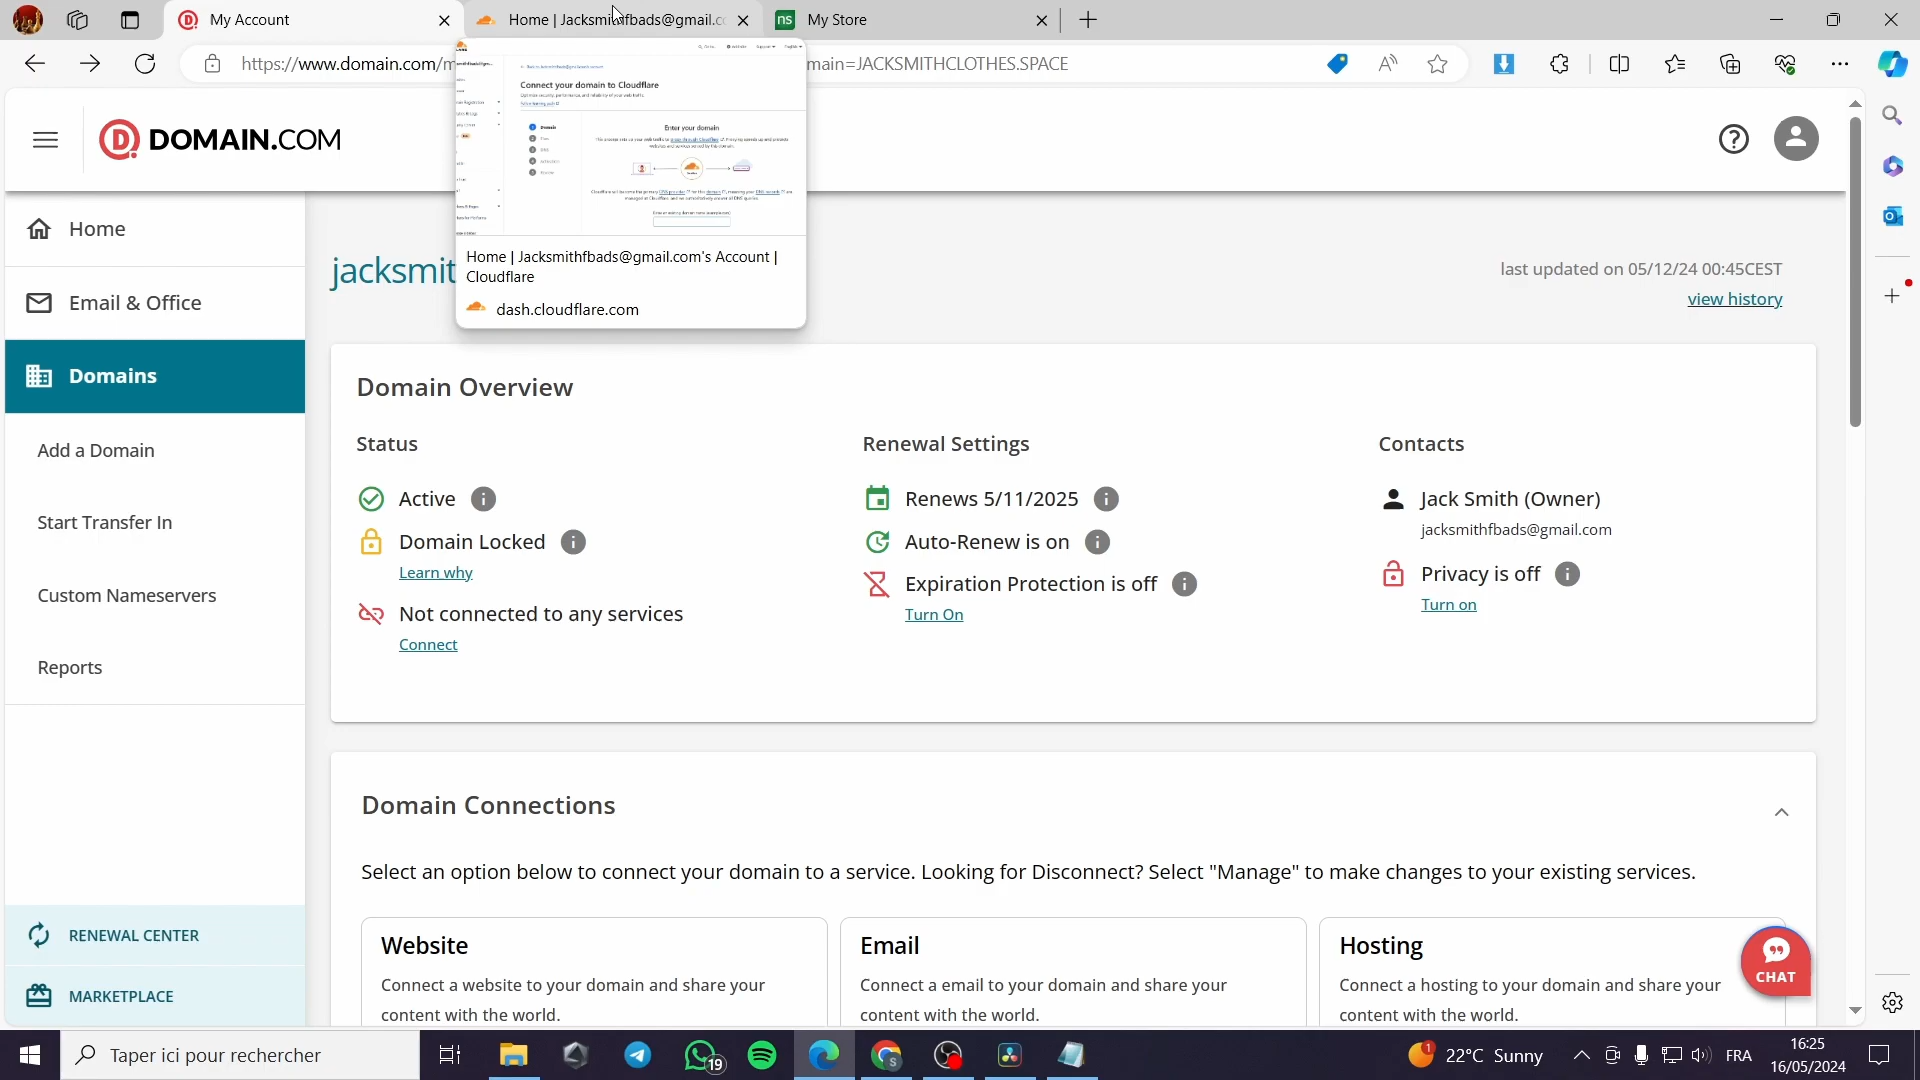 My Account
Home | Jacksmithfbads@gmail.co
My Store
https://www.domain.com/m
main=JACKSMITHCLOTHES.SPACE
Connect your domain to Cloudflare
Domain
Enter your domain
Home | Jacksmithfbads@gmail.com's Account |
Cloudflare
dash.cloudflare.com
DOMAIN.COM
Home
Email & Office
Domains
Add a Domain
Start Transfer In
Custom Nameservers
Reports
RENEWAL CENTER
MARKETPLACE
jacksmit
last updated on 05/12/24 00:45CEST
view history
Domain Overview
Status
Active
Domain Locked
Learn why
Not connected to any services
Connect
Renewal Settings
Renews 5/11/2025
Auto-Renew is on
Expiration Protection is off
Turn On
Contacts
Jack Smith (Owner)
jacksmithfbads@gmail.com
Privacy is off
Turn on
Domain Connections
Select an option below to connect your domain to a service. Looking for Disconnect? Select "Manage" to make changes to your existing services.
Website
Connect a website to your domain and share your
content with the world.
Email
Connect a email to your domain and share your
content with the world.
Hosting
Connect a hosting to your domain and share your
content with the world.
CHAT
Taper ici pour rechercher
19
1
22°C Sunny
FRA
16:25
16/05/2024